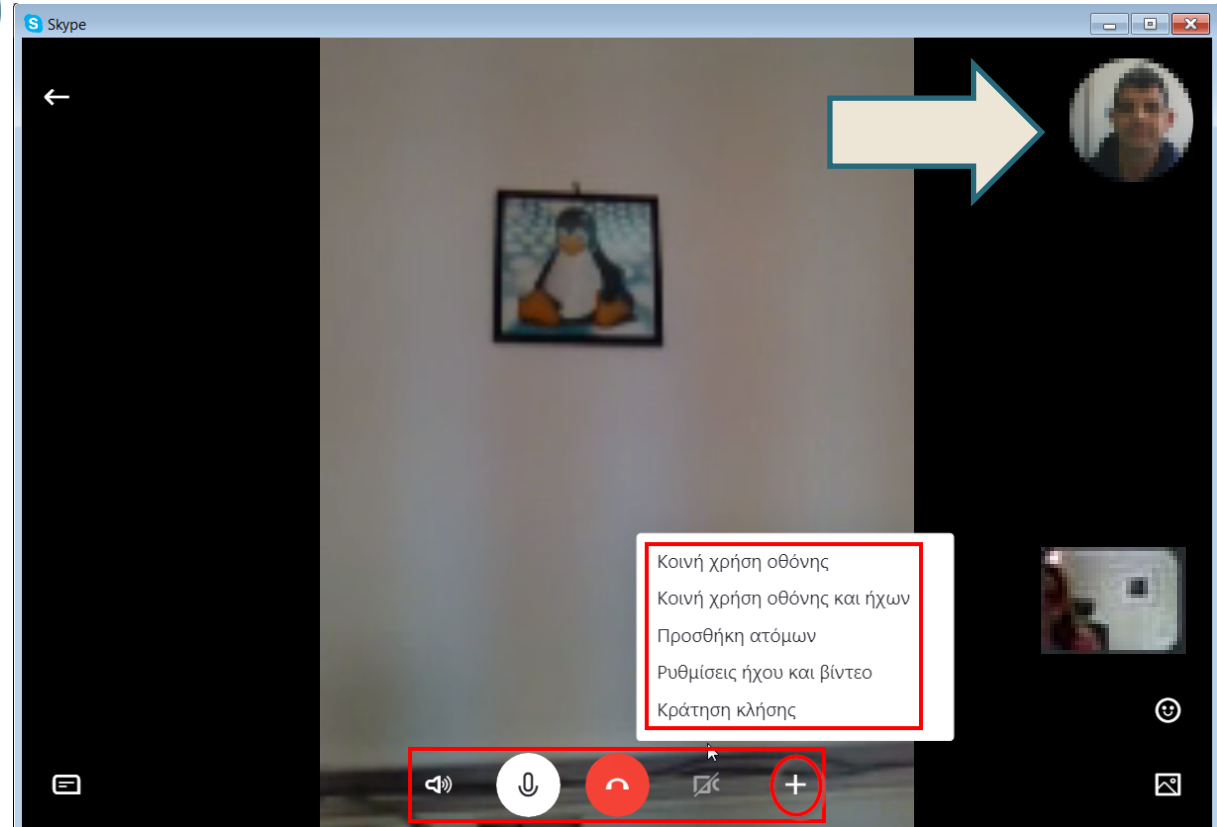 Skype
Κοινή χρήση οθόνης
Κοινή χρήση οθόνης και ήχων
Προσθήκη ατόμων
Ρυθμίσεις ήχου και βίντεο
Κράτηση κλήσης